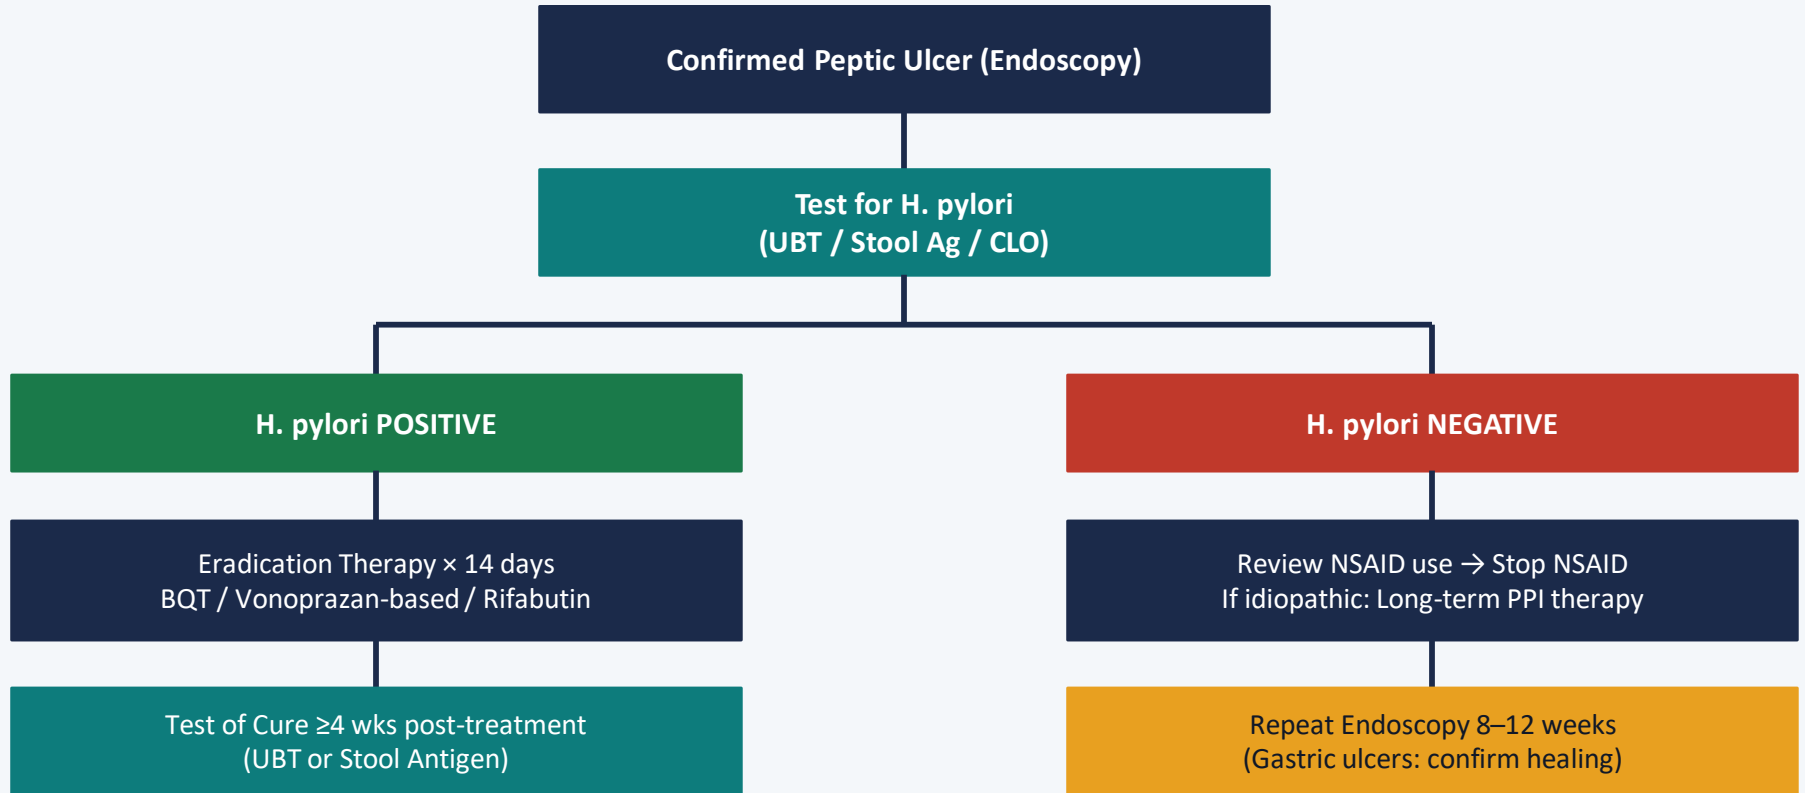 Confirmed Peptic Ulcer (Endoscopy)
Test for H. pylori
(UBT / Stool Ag / CLO)
H. pylori POSITIVE
H. pylori NEGATIVE
Eradication Therapy × 14 days
BQT / Vonoprazan-based / Rifabutin
Review NSAID use → Stop NSAID
If idiopathic: Long-term PPI therapy
Test of Cure ≥4 wks post-treatment
(UBT or Stool Antigen)
Repeat Endoscopy 8–12 weeks
(Gastric ulcers: confirm healing)